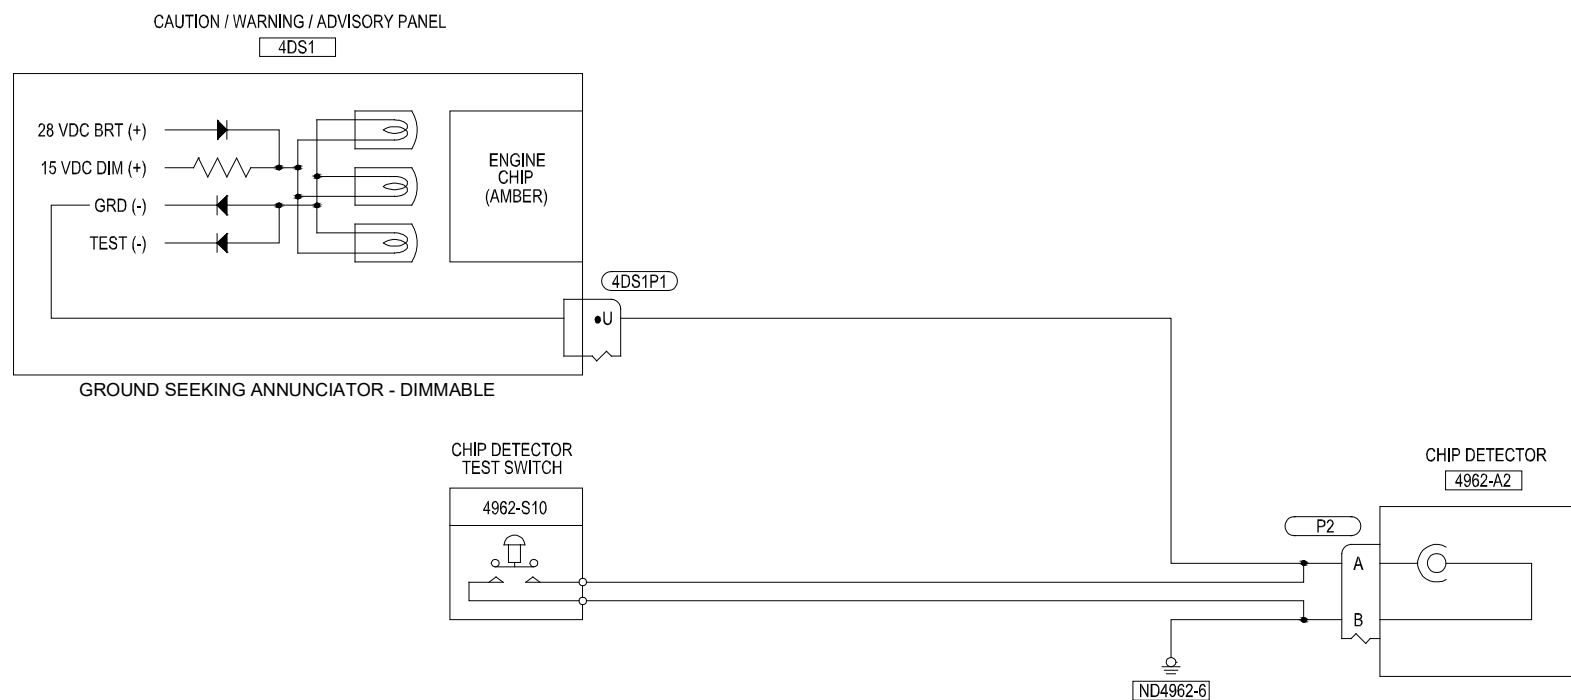 CAUTION / WARNING / ADVISORY PANEL
4DS1
28 VDC BRT (+)
15 VDC DIM (+)
GRD (-)
TEST (-)
ENGINE
CHIP
(AMBER)
4DS1P1
U
GROUND SEEKING ANNUNCIATOR - DIMMABLE
CHIP DETECTOR
TEST SWITCH
4962-S10
CHIP DETECTOR
4962-A2
P2
A
B
ND4962-6